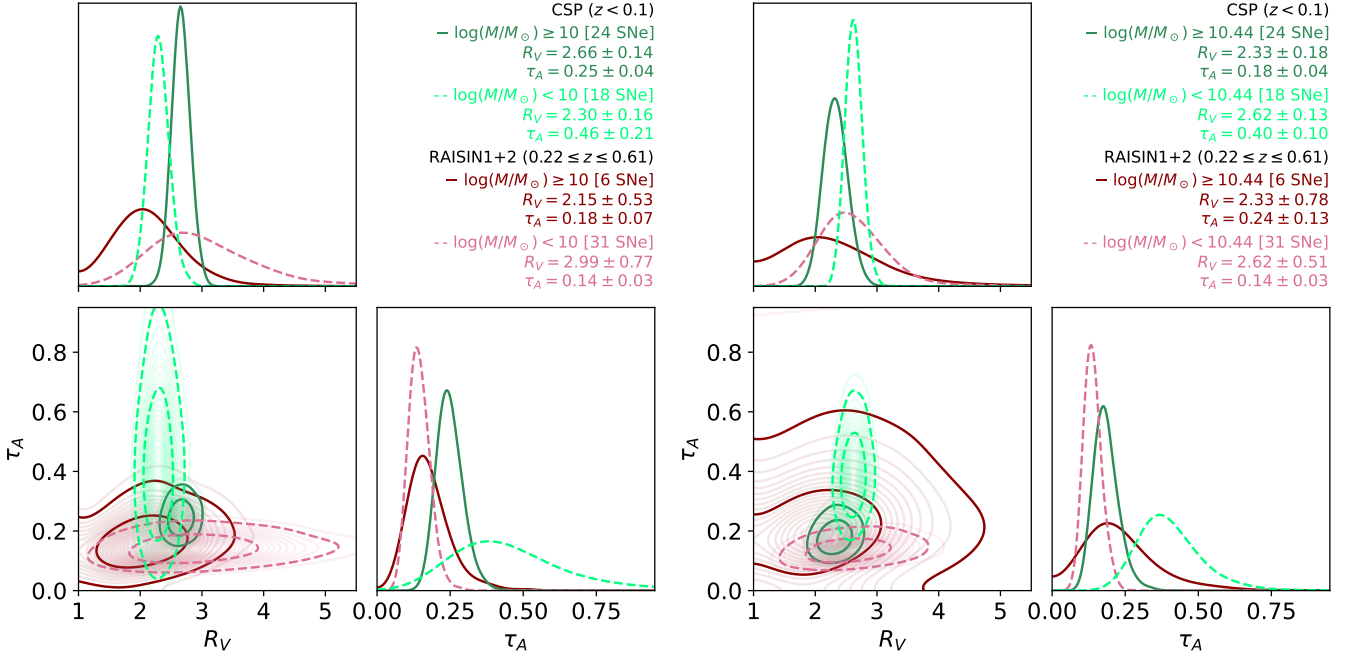 CSP (z < 0.1)
log(M/M⊙) ≥ 10 [24 SNe]
R_V = 2.66 ± 0.14
τ_A = 0.25 ± 0.04
log(M/M⊙) < 10 [18 SNe]
R_V = 2.30 ± 0.16
τ_A = 0.46 ± 0.21
RAISIN1+2 (0.22 ≤ z ≤ 0.61)
log(M/M⊙) ≥ 10 [6 SNe]
R_V = 2.15 ± 0.53
τ_A = 0.18 ± 0.07
log(M/M⊙) < 10 [31 SNe]
R_V = 2.99 ± 0.77
τ_A = 0.14 ± 0.03
0.8
0.6
0.4
0.2
0.0
τ_A
1 2 3 4 5
R_V
0.00 0.25 0.50 0.75
τ_A
CSP (z < 0.1)
log(M/M⊙) ≥ 10.44 [24 SNe]
R_V = 2.33 ± 0.18
τ_A = 0.18 ± 0.04
log(M/M⊙) < 10.44 [18 SNe]
R_V = 2.62 ± 0.13
τ_A = 0.40 ± 0.10
RAISIN1+2 (0.22 ≤ z ≤ 0.61)
log(M/M⊙) ≥ 10.44 [6 SNe]
R_V = 2.33 ± 0.78
τ_A = 0.24 ± 0.13
log(M/M⊙) < 10.44 [31 SNe]
R_V = 2.62 ± 0.51
τ_A = 0.14 ± 0.03
0.8
0.6
0.4
0.2
0.0
τ_A
1 2 3 4 5
R_V
0.00 0.25 0.50 0.75
τ_A